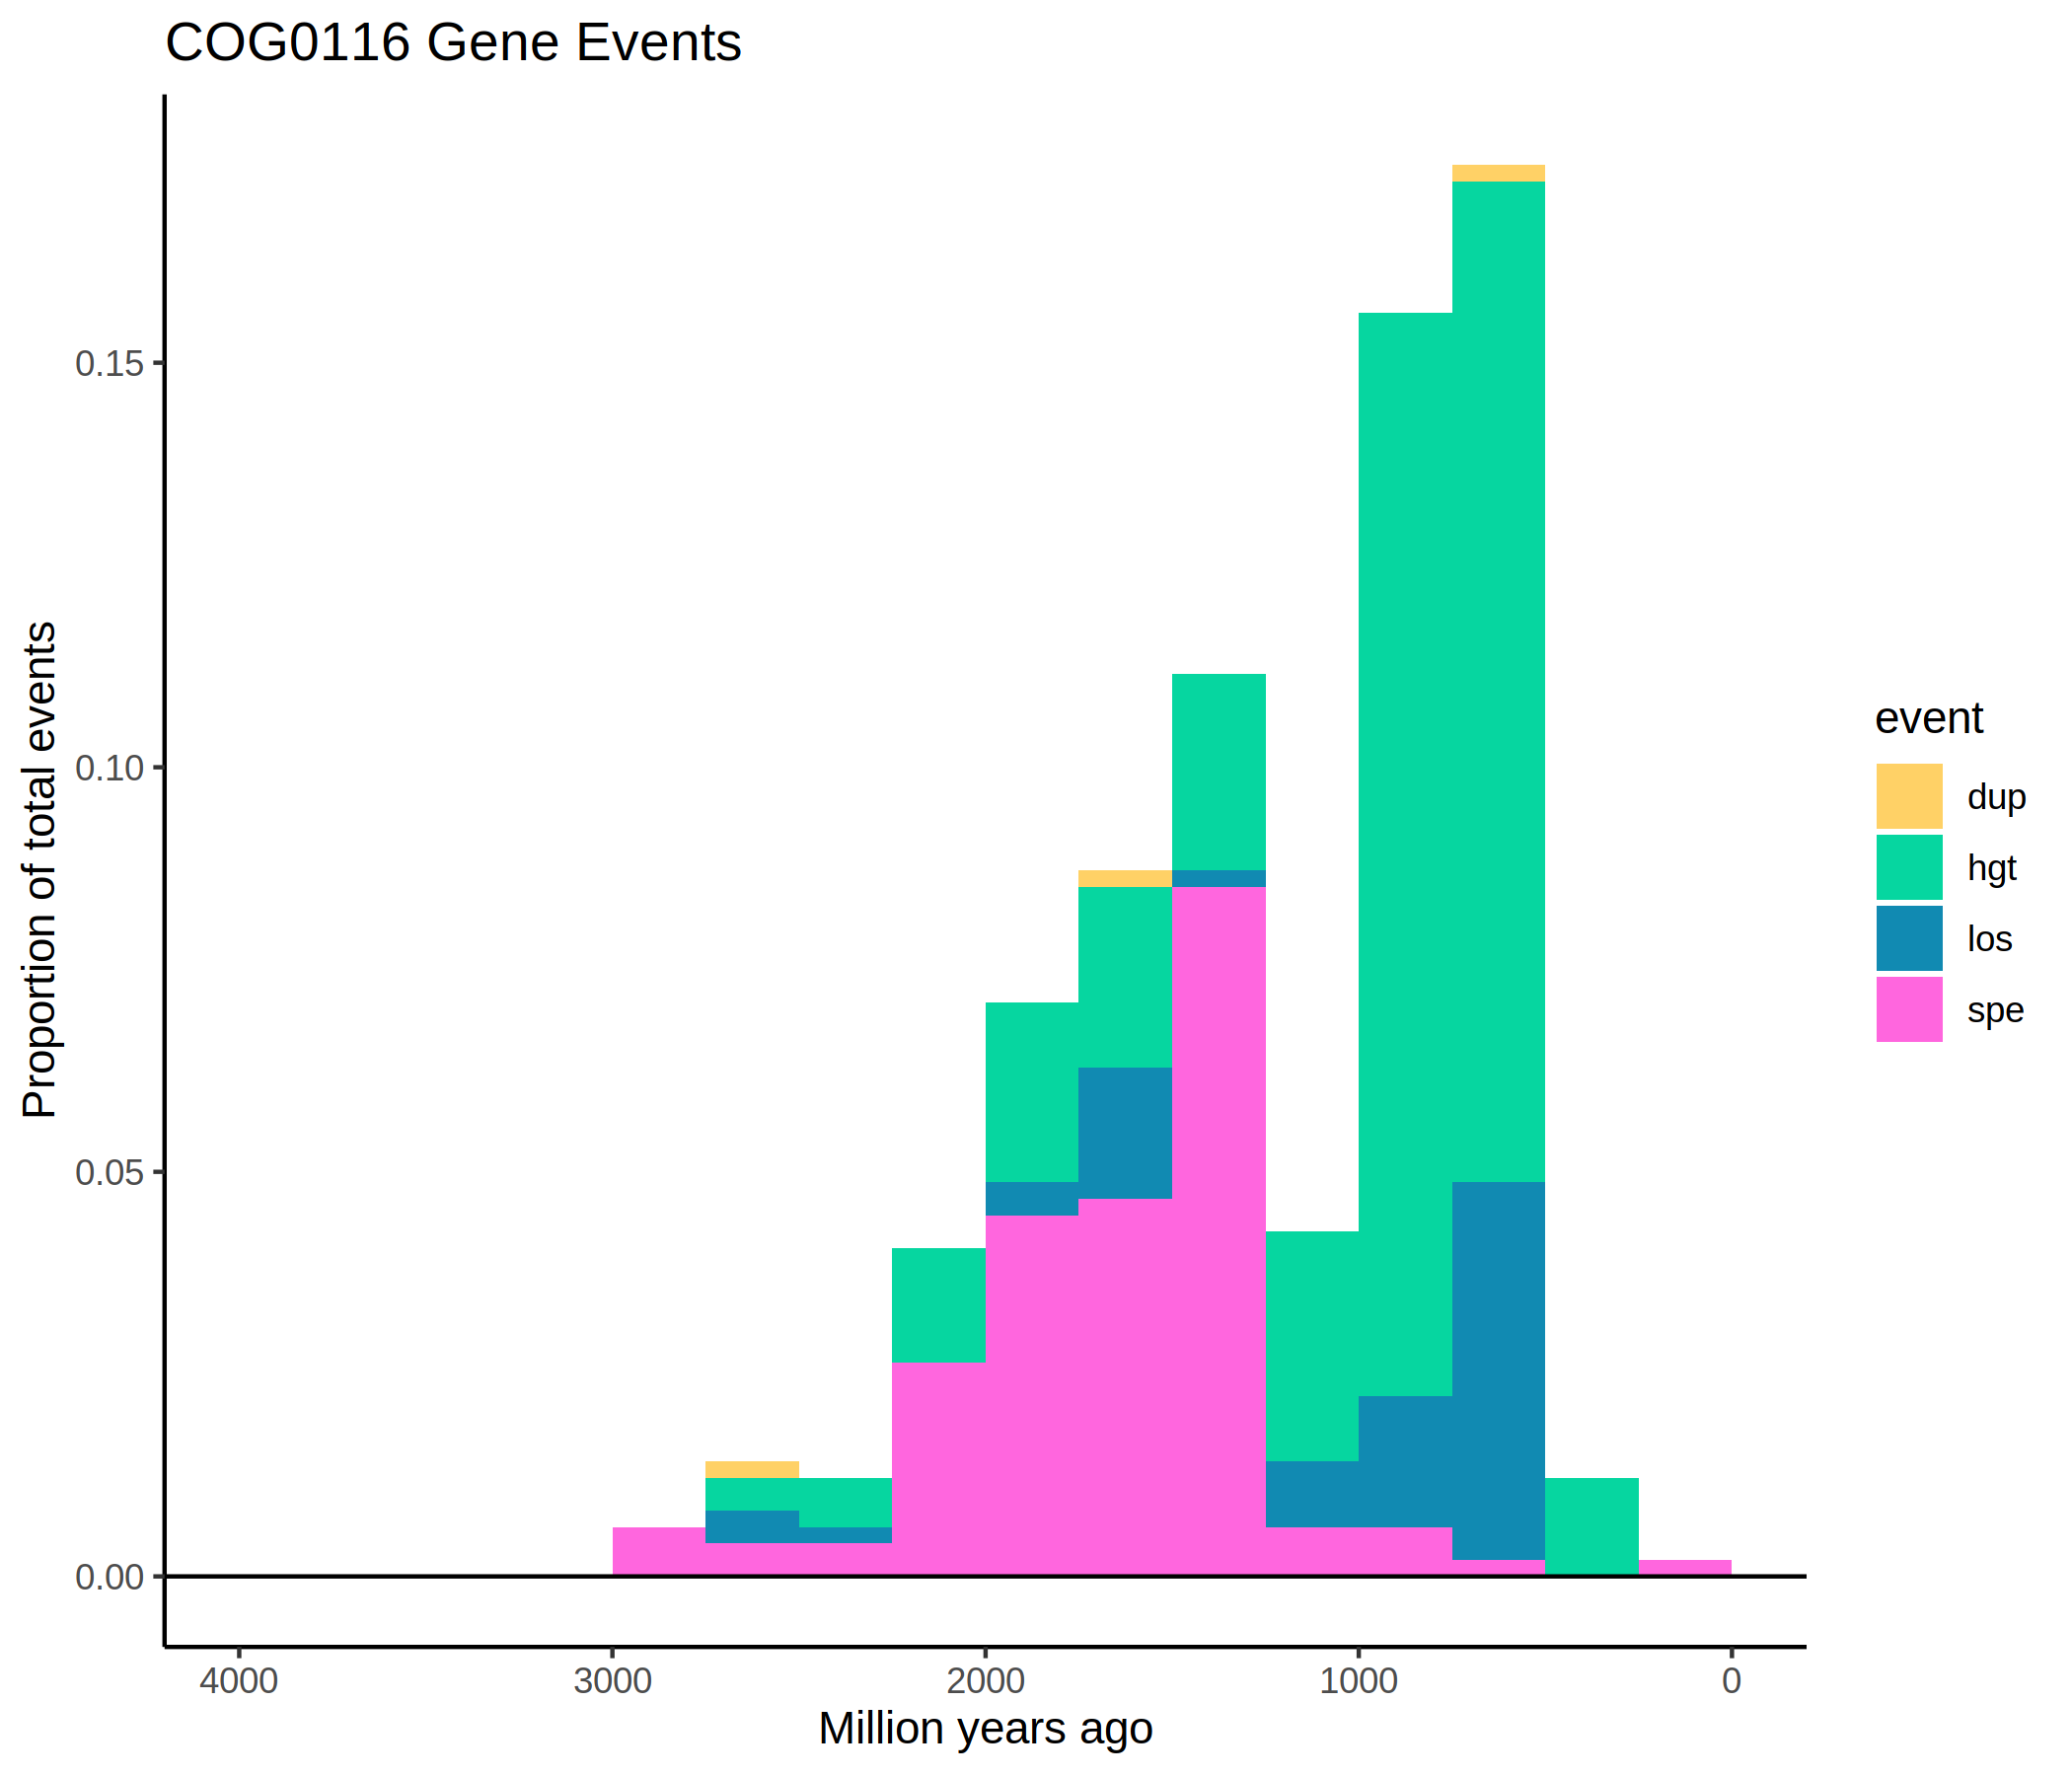 COG0116 Gene Events
Proportion of total events
0.15
0.10
0.05
0.00
4000 3000 2000 1000 0
Million years ago
event
dup
hgt
los
spe